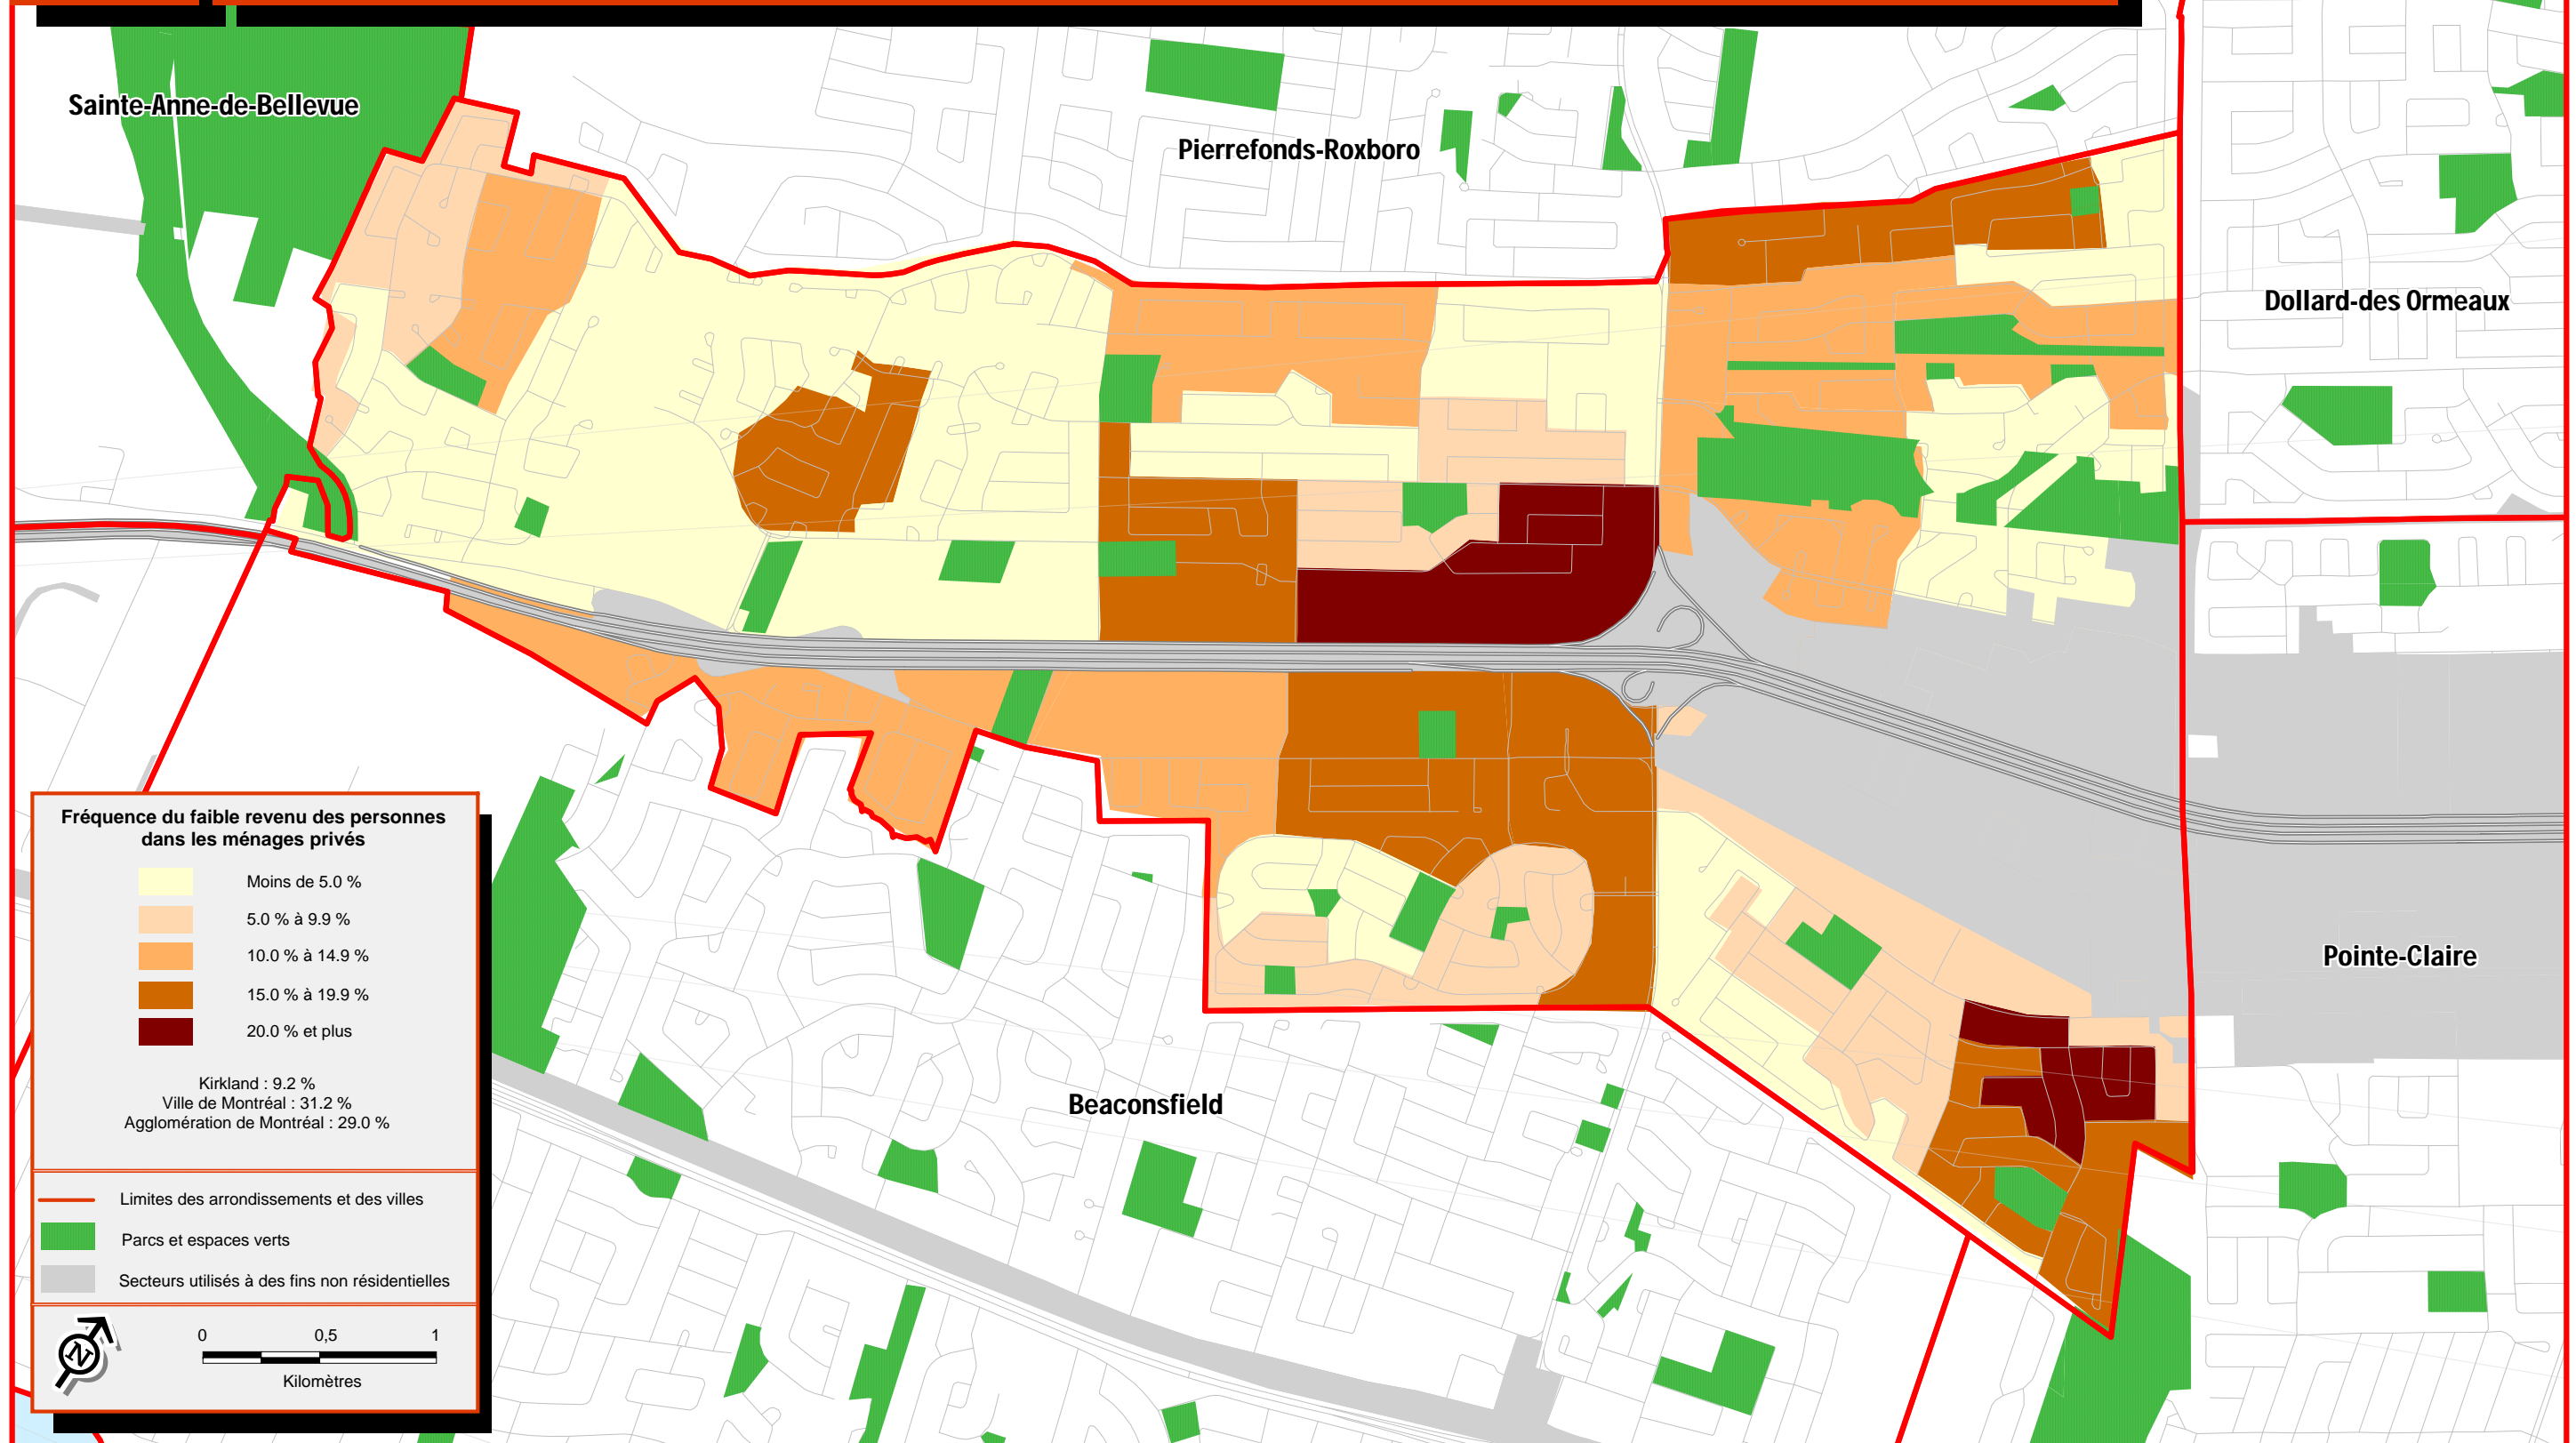 Sainte-Anne-de-Bellevue
Pierrefonds-Roxboro
Dollard-des Ormeaux
Pointe-Claire
Beaconsfield
Fréquence du faible revenu des personnes
dans les ménages privés
Moins de 5.0 %
5.0 % à 9.9 %
10.0 % à 14.9 %
15.0 % à 19.9 %
20.0 % et plus
Kirkland : 9.2 %
Ville de Montréal : 31.2 %
Agglomération de Montréal : 29.0 %
Limites des arrondissements et des villes
Parcs et espaces verts
Secteurs utilisés à des fins non résidentielles
N
0 0,5 1
Kilomètres